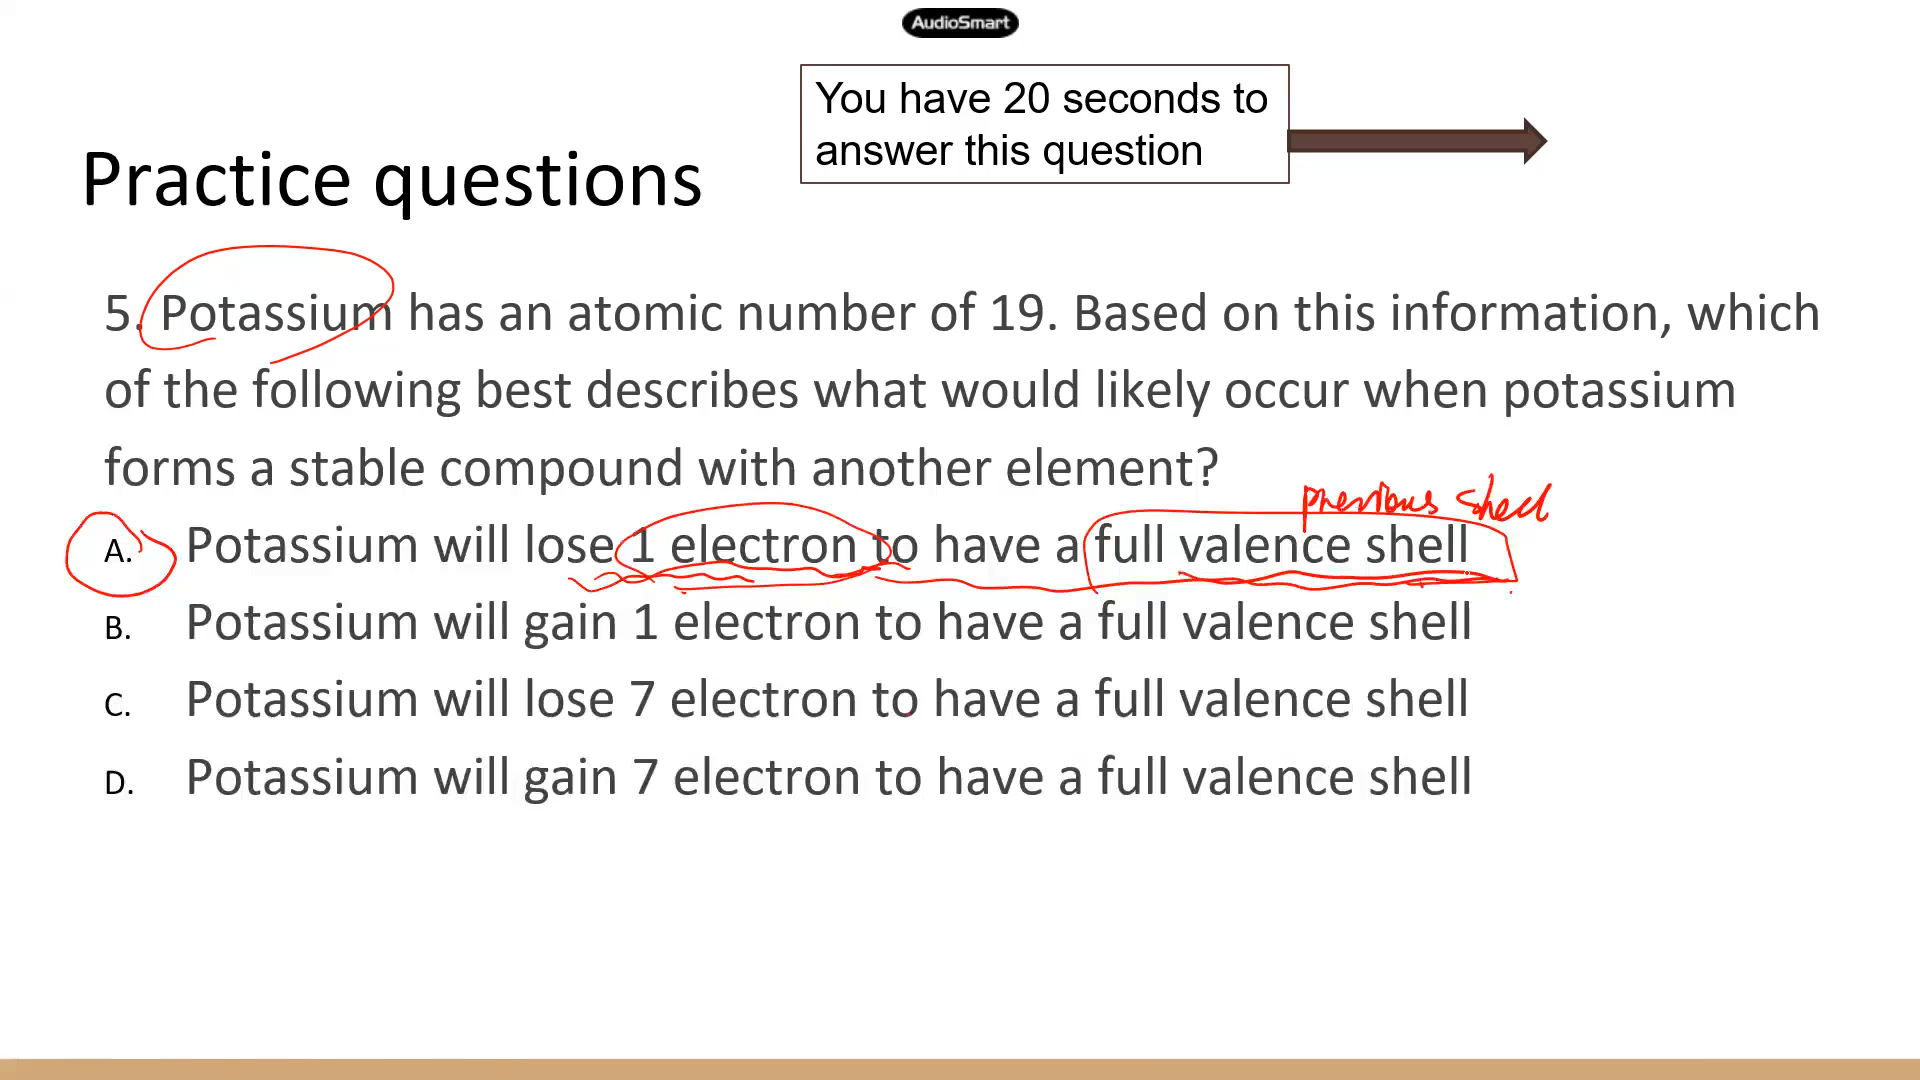 AudioSmart
You have 20 seconds to
answer this question
Practice questions
5. Potassium has an atomic number of 19. Based on this information, which
of the following best describes what would likely occur when potassium
forms a stable compound with another element?
previous shell
A. Potassium will lose 1 electron to have a full valence shell
B. Potassium will gain 1 electron to have a full valence shell
C. Potassium will lose 7 electron to have a full valence shell
D. Potassium will gain 7 electron to have a full valence shell